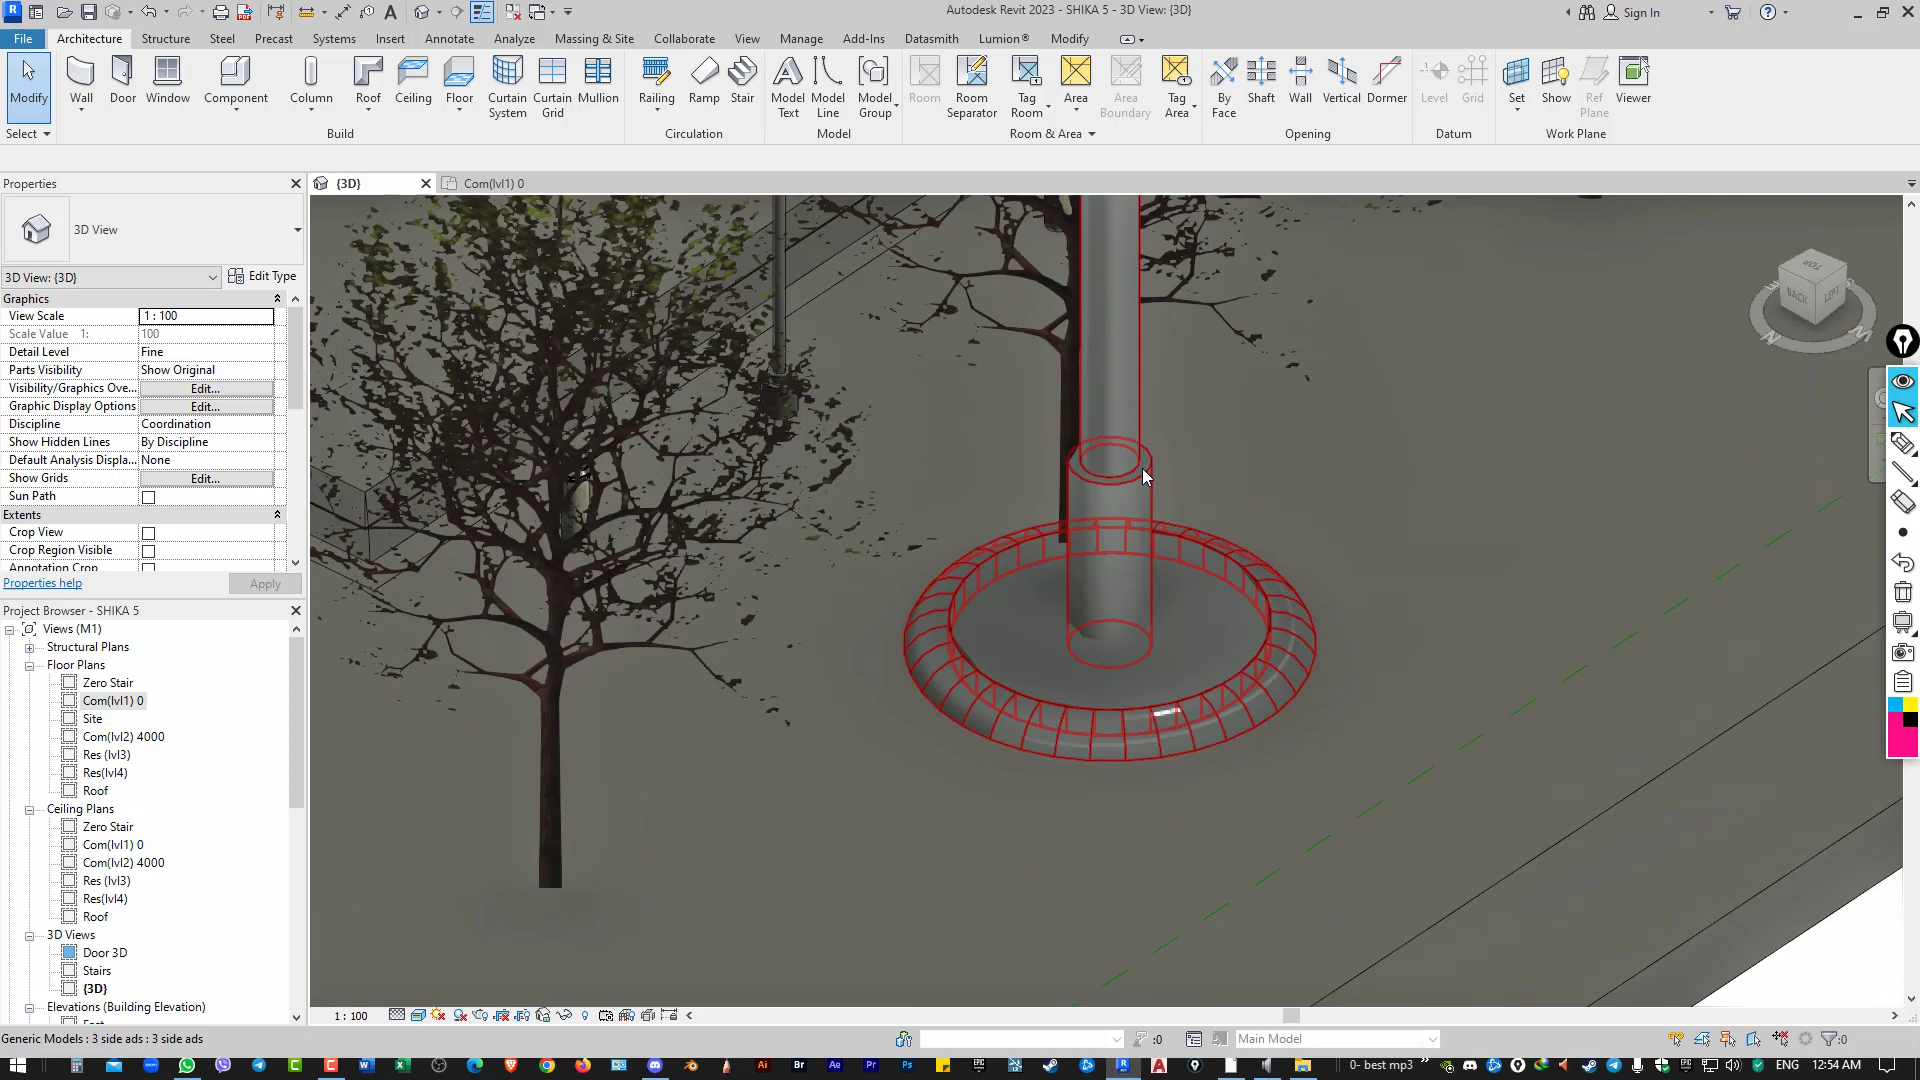 Autodesk Revit 2023 - SHIKA 5 - 3D View: {3D}
Sign In
File
Architecture
Structure
Steel
Precast
Systems
Insert
Annotate
Analyze
Massing & Site
Collaborate
View
Manage
Add-Ins
Datasmith
Lumion®
Modify
Modify
Wall
Door
Window
Component
Column
Roof
Ceiling
Floor
Curtain System
Curtain Grid
Mullion
Railing
Ramp
Stair
Model Text
Model Line
Model Group
Room
Room Separator
Tag Room
Area
Area Boundary
Tag Area
By Face
Shaft
Wall
Vertical
Dormer
Level
Grid
Set
Show
Ref Plane
Viewer
Select
Build
Circulation
Model
Room & Area
Opening
Datum
Work Plane
Properties
{3D}
Com(lvl1) 0
3D View
3D View: {3D}
Edit Type
Graphics
View Scale 1 : 100
Scale Value 1: 100
Detail Level Fine
Parts Visibility Show Original
Visibility/Graphics Ove... Edit...
Graphic Display Options Edit...
Discipline Coordination
Show Hidden Lines By Discipline
Default Analysis Displa... None
Show Grids Edit...
Sun Path
Extents
Crop View
Crop Region Visible
Annotation Crop
Properties help
Apply
TOP
BACK
LEFT
Project Browser - SHIKA 5
Views (M1)
Structural Plans
Floor Plans
Zero Stair
Com(lvl1) 0
Site
Com(lvl2) 4000
Res (lvl3)
Res(lvl4)
Roof
Ceiling Plans
Zero Stair
Com(lvl1) 0
Com(lvl2) 4000
Res (lvl3)
Res(lvl4)
Roof
3D Views
Door 3D
Stairs
{3D}
Elevations (Building Elevation)
1 : 100
Generic Models : 3 side ads : 3 side ads
:0
Main Model
:0
0- best mp3
ENG
12:54 AM